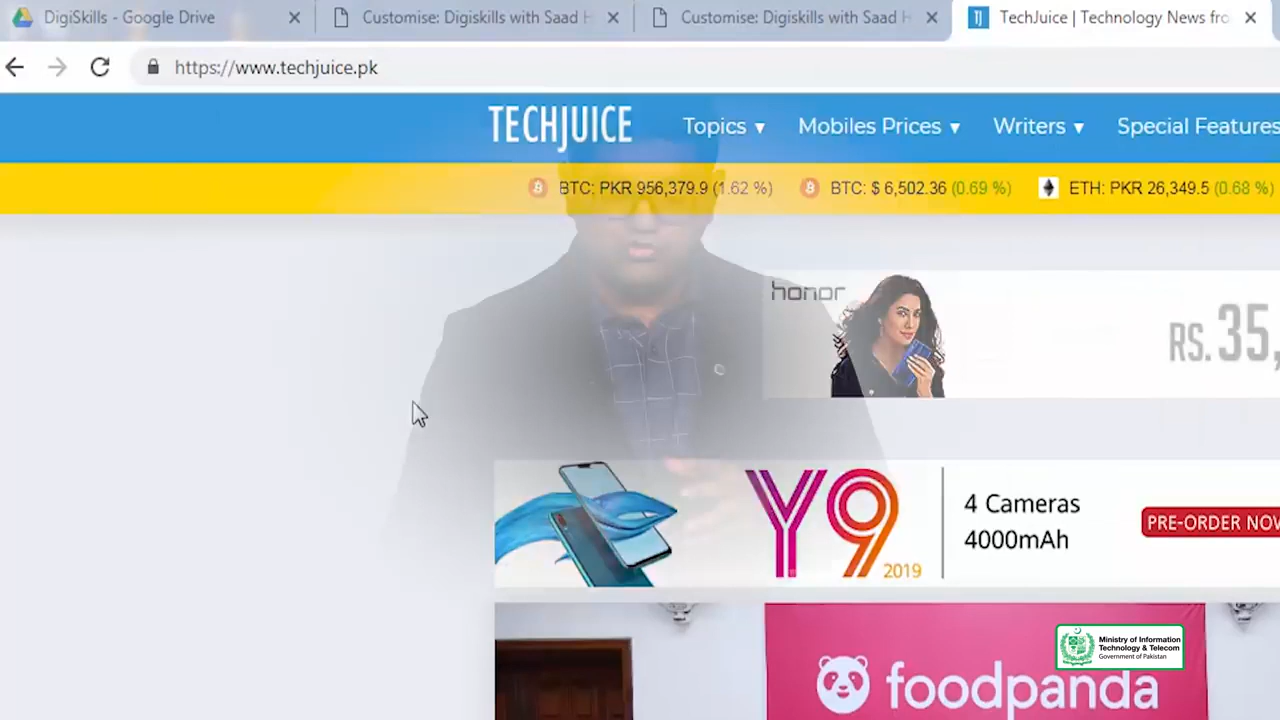 DigiSkills - Google Drive
Customise: Digiskills with Saad H
Customise: Digiskills with Saad H
TechJuice | Technology News fro
https://www.techjuice.pk
TECHJUICE
Topics ▾
Mobiles Prices ▾
Writers ▾
Special Features
BTC: PKR 956,379.9 (1.62 %)
BTC: $ 6,502.36 (0.69 %)
ETH: PKR 26,349.5 (0.68 %)
honor
RS. 35,
Y9
2019
4 Cameras
4000mAh
PRE-ORDER NOW
foodpanda
Ministry of Information
Technology & Telecom
Government of Pakistan